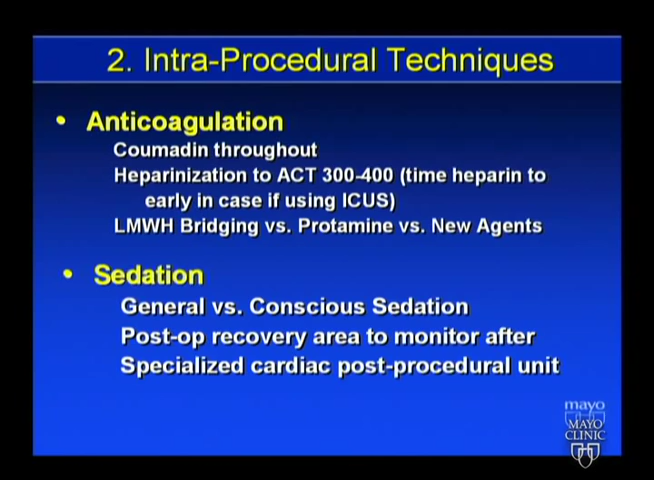 2. Intra-Procedural Techniques
• Anticoagulation
Coumadin throughout
Heparinization to ACT 300-400 (time heparin to
early in case if using ICUS)
LMWH Bridging vs. Protamine vs. New Agents
• Sedation
General vs. Conscious Sedation
Post-op recovery area to monitor after
Specialized cardiac post-procedural unit
mayo
MAYO
CLINIC